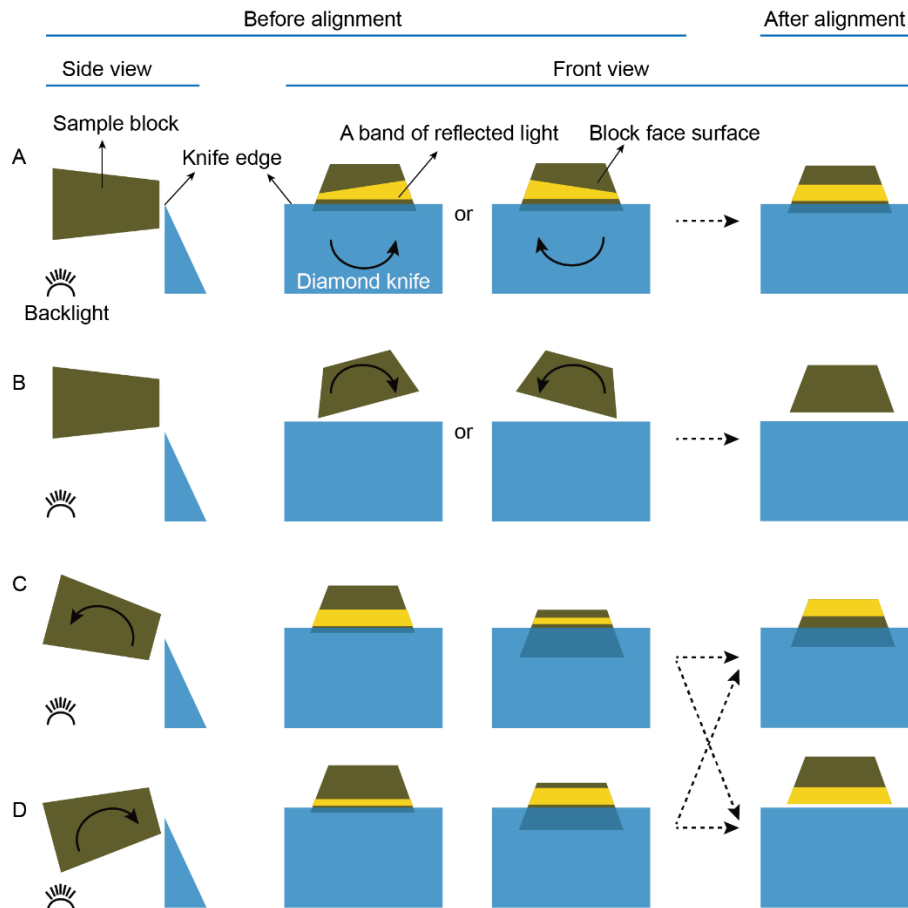 Before alignment
After alignment
Side view
Front view
Sample block
A band of reflected light
Block face surface
A
Knife edge
or
Diamond knife
Backlight
B
or
C
D